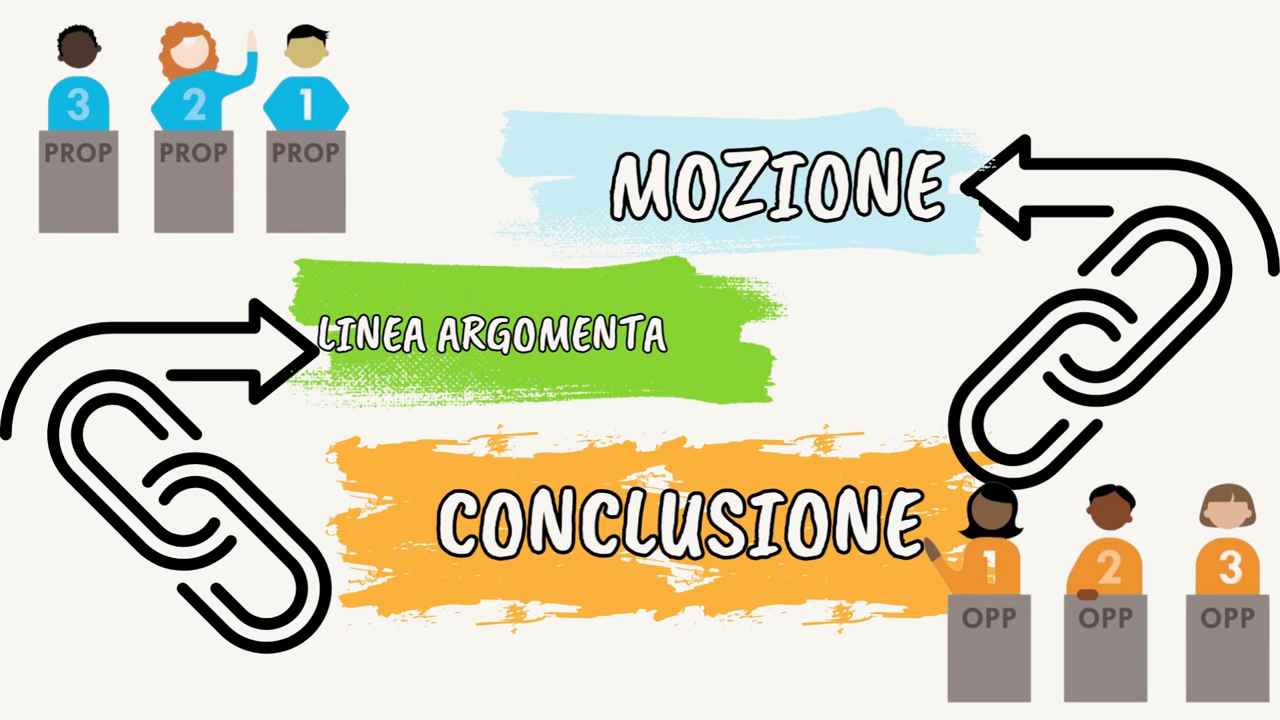 3 2 1
PROP PROP PROP
MOZIONE
LINEA ARGOMENTA
CONCLUSIONE
1 2 3
OPP OPP OPP